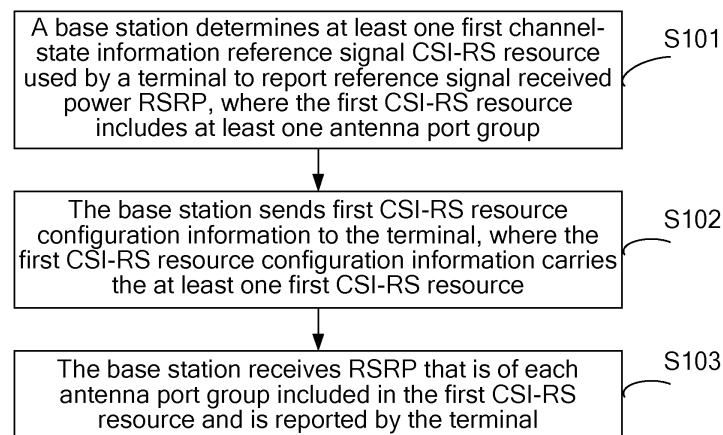 A base station determines at least one first channel-
state information reference signal CSI-RS resource
used by a terminal to report reference signal received
power RSRP, where the first CSI-RS resource
includes at least one antenna port group
S101
The base station sends first CSI-RS resource
configuration information to the terminal, where the
first CSI-RS resource configuration information carries
the at least one first CSI-RS resource
S102
The base station receives RSRP that is of each
antenna port group included in the first CSI-RS
resource and is reported by the terminal
S103